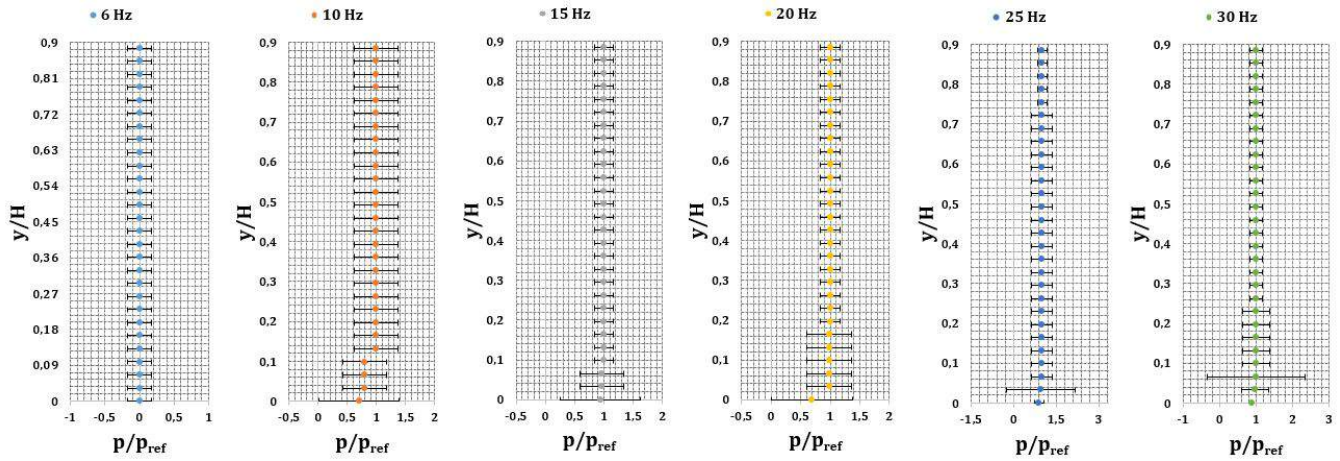 6 Hz
10 Hz
15 Hz
20 Hz
25 Hz
30 Hz
y/H
0,9
0,81
0,72
0,63
0,54
0,45
0,36
0,27
0,18
0,09
0
-1 -0,5 0 0,5 1
p/pref
y/H
0,9
0,8
0,7
0,6
0,5
0,4
0,3
0,2
0,1
0
-0,5 0 0,5 1 1,5 2
p/pref
y/H
0,9
0,8
0,7
0,6
0,5
0,4
0,3
0,2
0,1
0
-0,5 0 0,5 1 1,5 2
p/pref
y/H
0,9
0,8
0,7
0,6
0,5
0,4
0,3
0,2
0,1
0
-0,5 0 0,5 1 1,5 2
p/pref
y/H
0,9
0,8
0,7
0,6
0,5
0,4
0,3
0,2
0,1
0
-1,5 0 1,5 3
p/pref
y/H
0,9
0,8
0,7
0,6
0,5
0,4
0,3
0,2
0,1
0
-1 0 1 2 3
p/pref